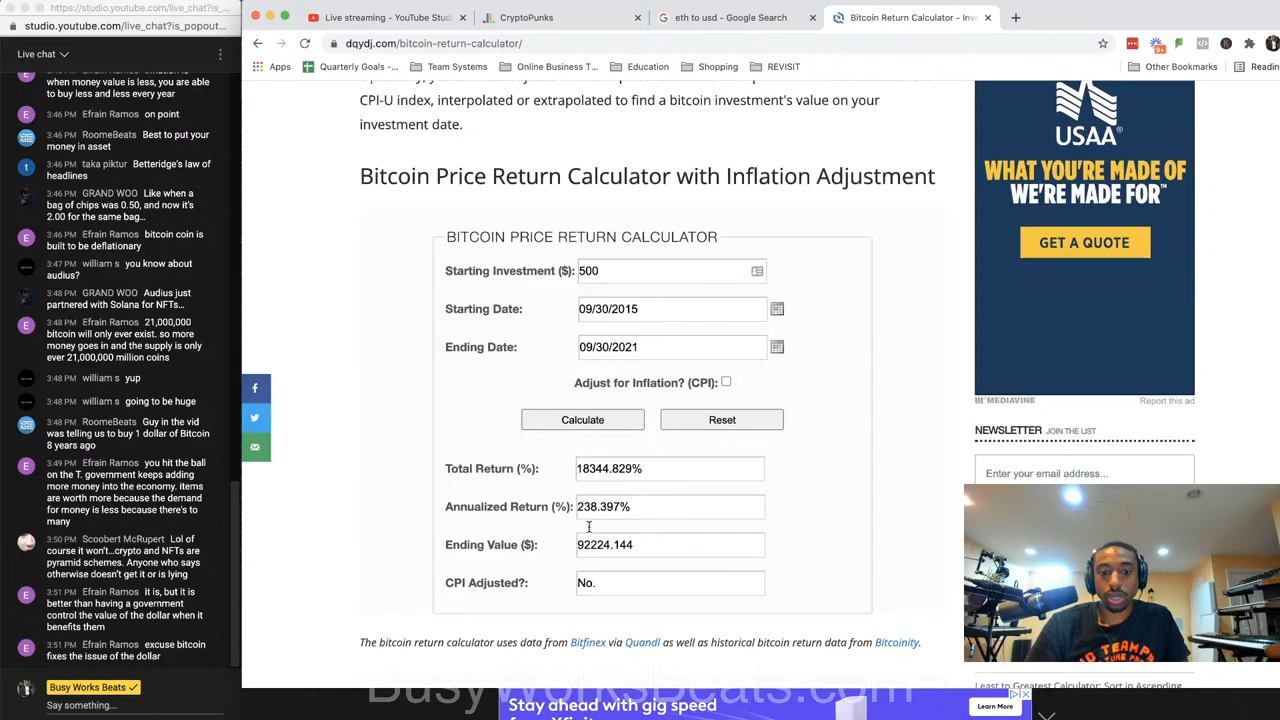 studio.youtube.com/live_chat?is_popout...
Live chat
when money value is less, you are able
to buy less and less every year
3:46 PM Efrain Ramos on point
3:46 PM RoomeBeats Best to put your
money in asset
3:46 PM taka piktur Betteridge's law of
headlines
3:46 PM GRAND WOO Like when a
bag of chips was 0.50, and now it's
2.00 for the same bag...
3:46 PM Efrain Ramos bitcoin coin is
built to be deflationary
3:47 PM william s you know about
audius?
3:48 PM GRAND WOO Audius just
partnered with Solana for NFTs...
3:48 PM Efrain Ramos 21,000,000
bitcoin will only ever exist. so more
money goes in and the supply is only
ever 21,000,000 million coins
3:48 PM william s yup
3:48 PM william s going to be huge
3:48 PM RoomeBeats Guy in the vid
was telling us to buy 1 dollar of Bitcoin
8 years ago
3:49 PM Efrain Ramos you hit the ball
on the T. government keeps adding
more money into the economy. items
are worth more because the demand
for money is less because there's to
many
3:50 PM Scoobert McRupert Lol of
course it won't...crypto and NFTs are
pyramid schemes. Anyone who says
otherwise doesn't get it or is lying
3:51 PM Efrain Ramos it is, but it is
better than having a government
control the value of the dollar when it
benefits them
3:51 PM Efrain Ramos excuse bitcoin
fixes the issue of the dollar
Busy Works Beats
Say something...
Live streaming - YouTube Stud
CryptoPunks
eth to usd - Google Search
Bitcoin Return Calculator - Inv
dqydj.com/bitcoin-return-calculator/
Apps
Quarterly Goals -...
Team Systems
Online Business T...
Education
Shopping
REVISIT
Other Bookmarks
Readin
CPI-U index, interpolated or extrapolated to find a bitcoin investment's value on your
investment date.
Bitcoin Price Return Calculator with Inflation Adjustment
BITCOIN PRICE RETURN CALCULATOR
Starting Investment ($): 500
Starting Date: 09/30/2015
Ending Date: 09/30/2021
Adjust for Inflation? (CPI):
Calculate Reset
Total Return (%): 18344.829%
Annualized Return (%): 238.397%
Ending Value ($): 92224.144
CPI Adjusted?: No.
The bitcoin return calculator uses data from Bitfinex via Quandl as well as historical bitcoin return data from Bitcoinity.
USAA
WHAT YOU'RE MADE OF
WE'RE MADE FOR™
GET A QUOTE
MEDIAVINE
Report this ad
NEWSLETTER JOIN THE LIST
Enter your email address...
Least to Greatest Calculator: Sort in Ascending
BusyWorksBeats.com
Stay ahead with gig speed
Learn More